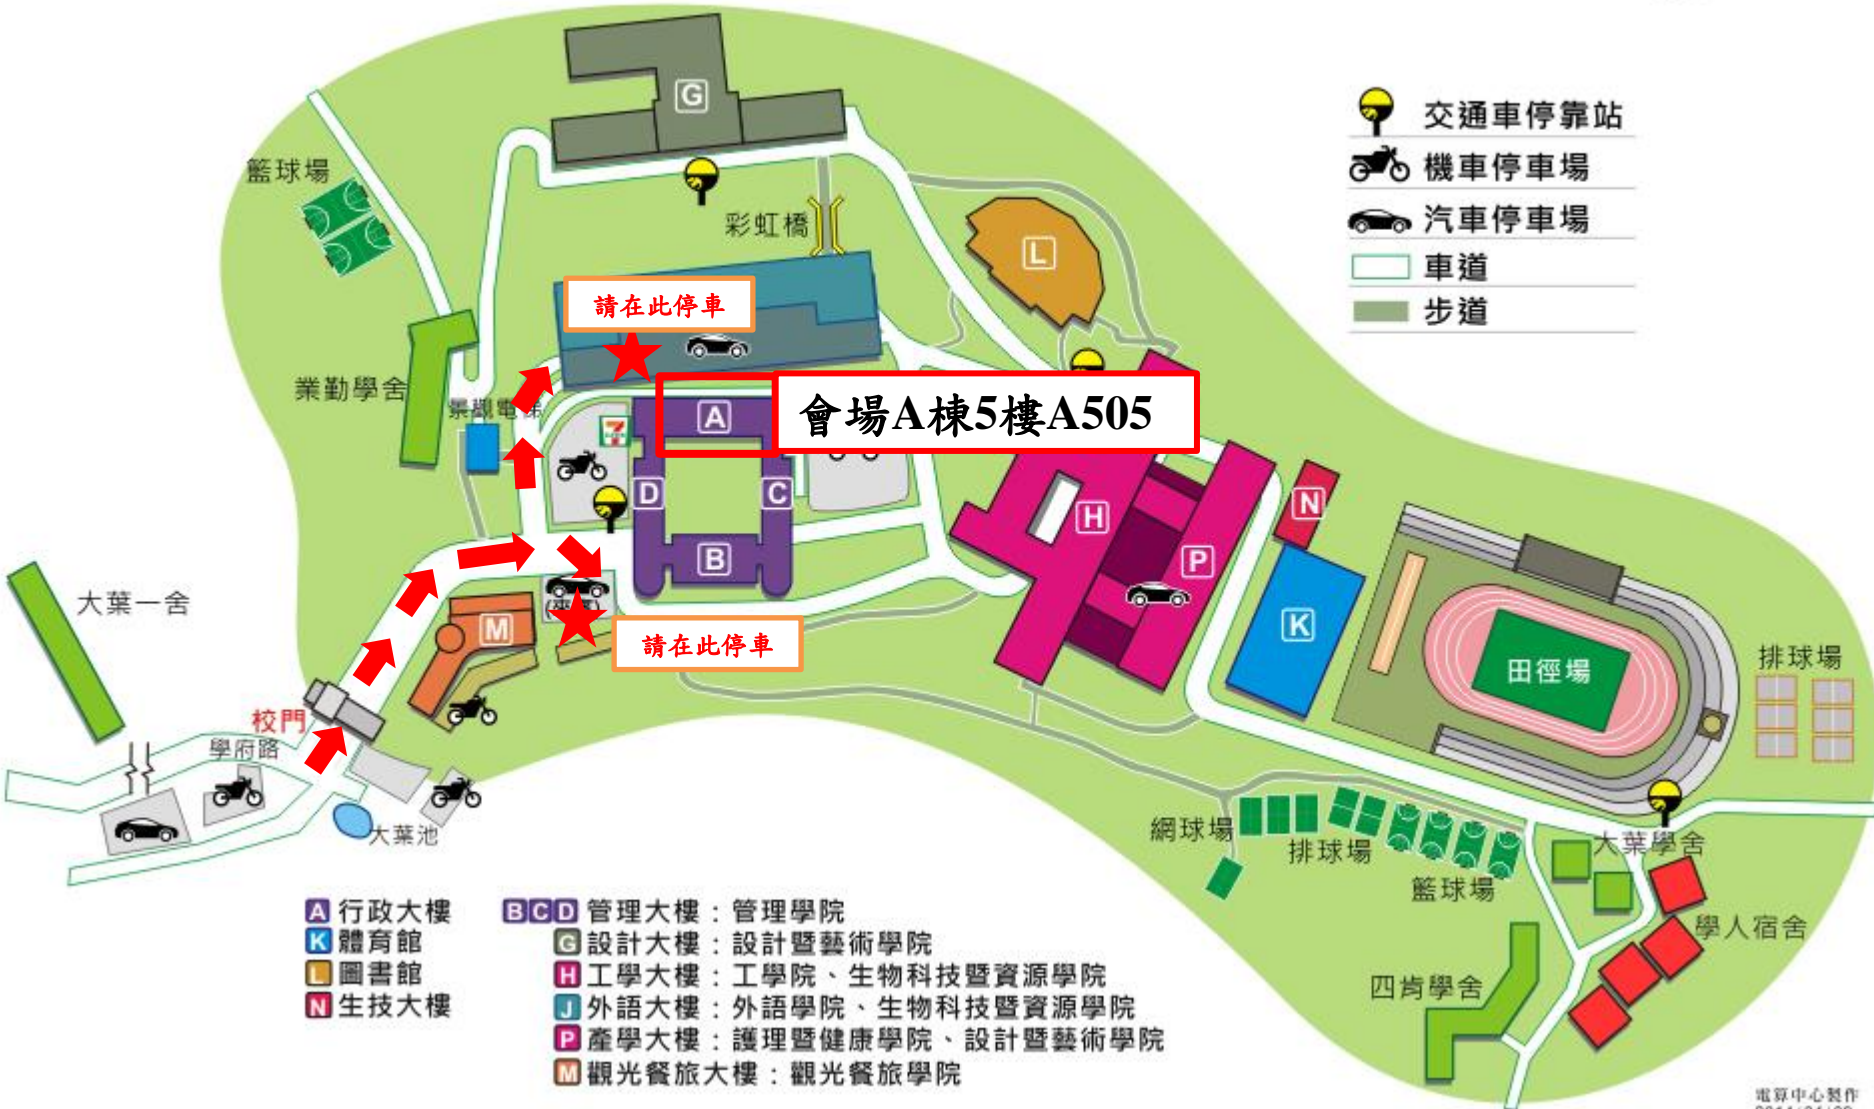 G
交通車停靠站
機車停車場
汽車停車場
車道
步道
籃球場
彩虹橋
L
請在此停車
業勤學舍
景觀電梯
7
A
會場A棟5樓A505
D
C
B
H
N
P
K
M
大葉一舍
請在此停車
田徑場
排球場
校門
學府路
大葉池
網球場
排球場
籃球場
大葉學舍
學人宿舍
四肯學舍
A 行政大樓
K 體育館
L 圖書館
N 生技大樓
BCD 管理大樓：管理學院
G 設計大樓：設計暨藝術學院
H 工學大樓：工學院、生物科技暨資源學院
J 外語大樓：外語學院、生物科技暨資源學院
P 產學大樓：護理暨健康學院、設計暨藝術學院
M 觀光餐旅大樓：觀光餐旅學院
電算中心製作